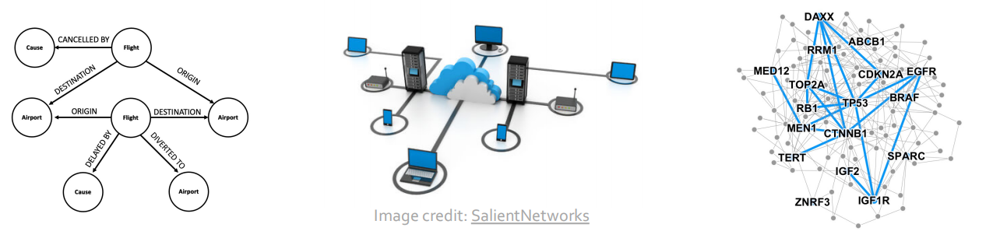 CANCELLED BY
Cause
Flight
DESTINATION
ORIGIN
Airport
ORIGIN
Flight
DESTINATION
Airport
DELAYED BY
DIVERTED TO
Cause
Airport
Image credit: SalientNetworks
DAXX
ABCB1
RRM1
MED12
CDKN2A
EGFR
TOP2A
BRAF
RB1
TP53
MEN1
CTNNB1
TERT
SPARC
IGF2
ZNRF3
IGF1R